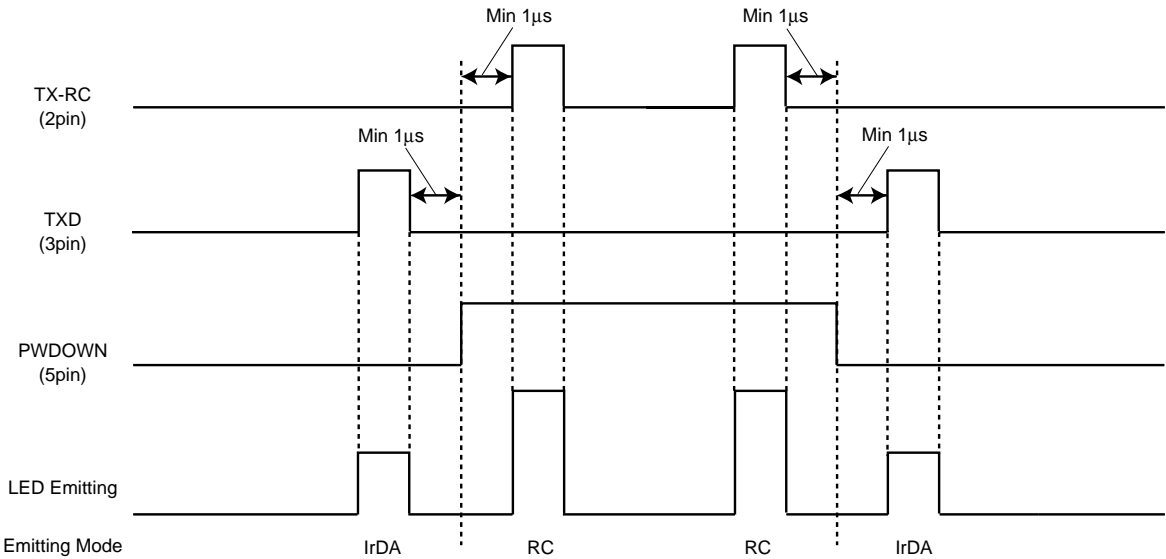 Min 1μs
Min 1μs
TX-RC
(2pin)
Min 1μs
Min 1μs
TXD
(3pin)
PWDOWN
(5pin)
LED Emitting
Emitting Mode
IrDA
RC
RC
IrDA